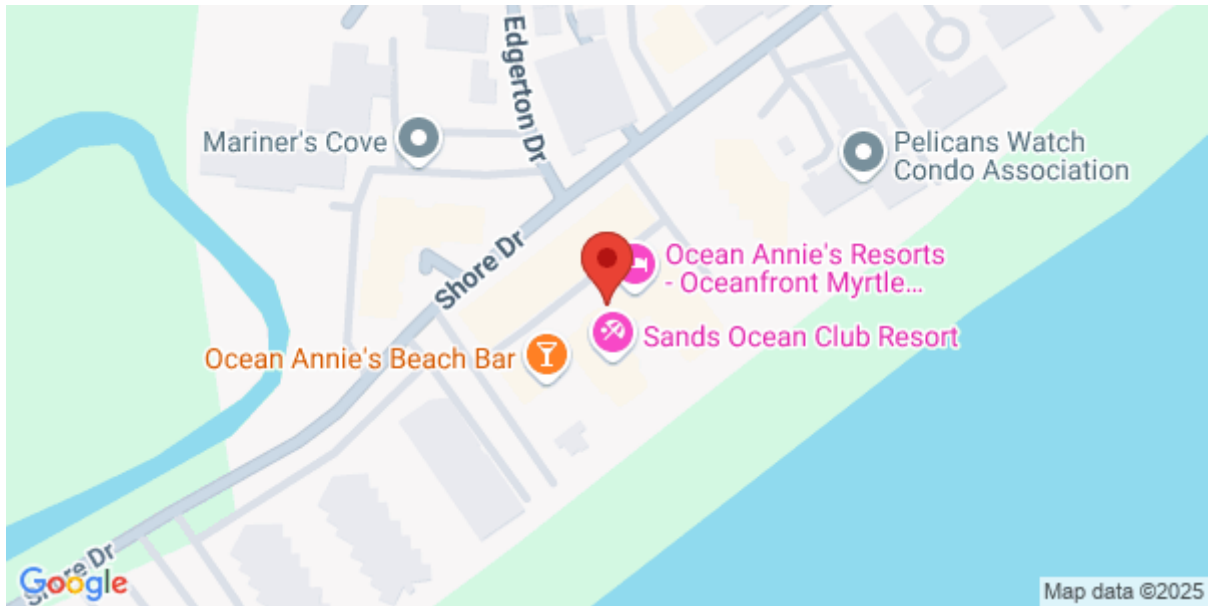 Edgerton Dr
Mariner's Cove
Pelicans Watch
Condo Association
Shore Dr
Ocean Annie's Resorts
- Oceanfront Myrtle...
Sands Ocean Club Resort
Ocean Annie's Beach Bar
Shore Dr
Google
Map data ©2025